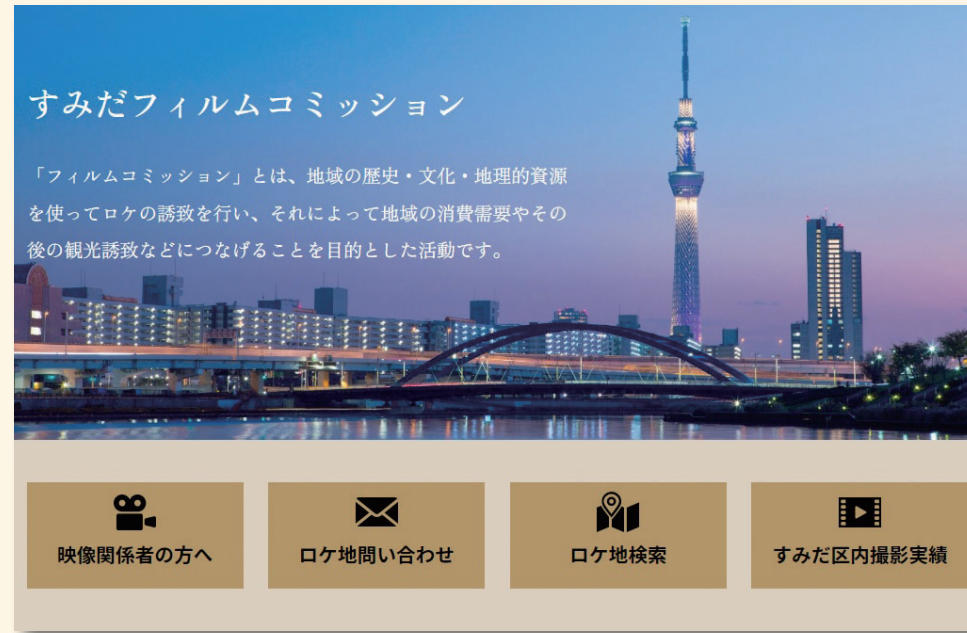 すみだフィルムコミッション
「フィルムコミッション」とは、地域の歴史・文化・地理的資源
を使ってロケの誘致を行い、それによって地域の消費需要やその
後の観光誘致などにつなげることを目的とした活動です。
映像関係者の方へ
ロケ地問い合わせ
ロケ地検索
すみだ区内撮影実績